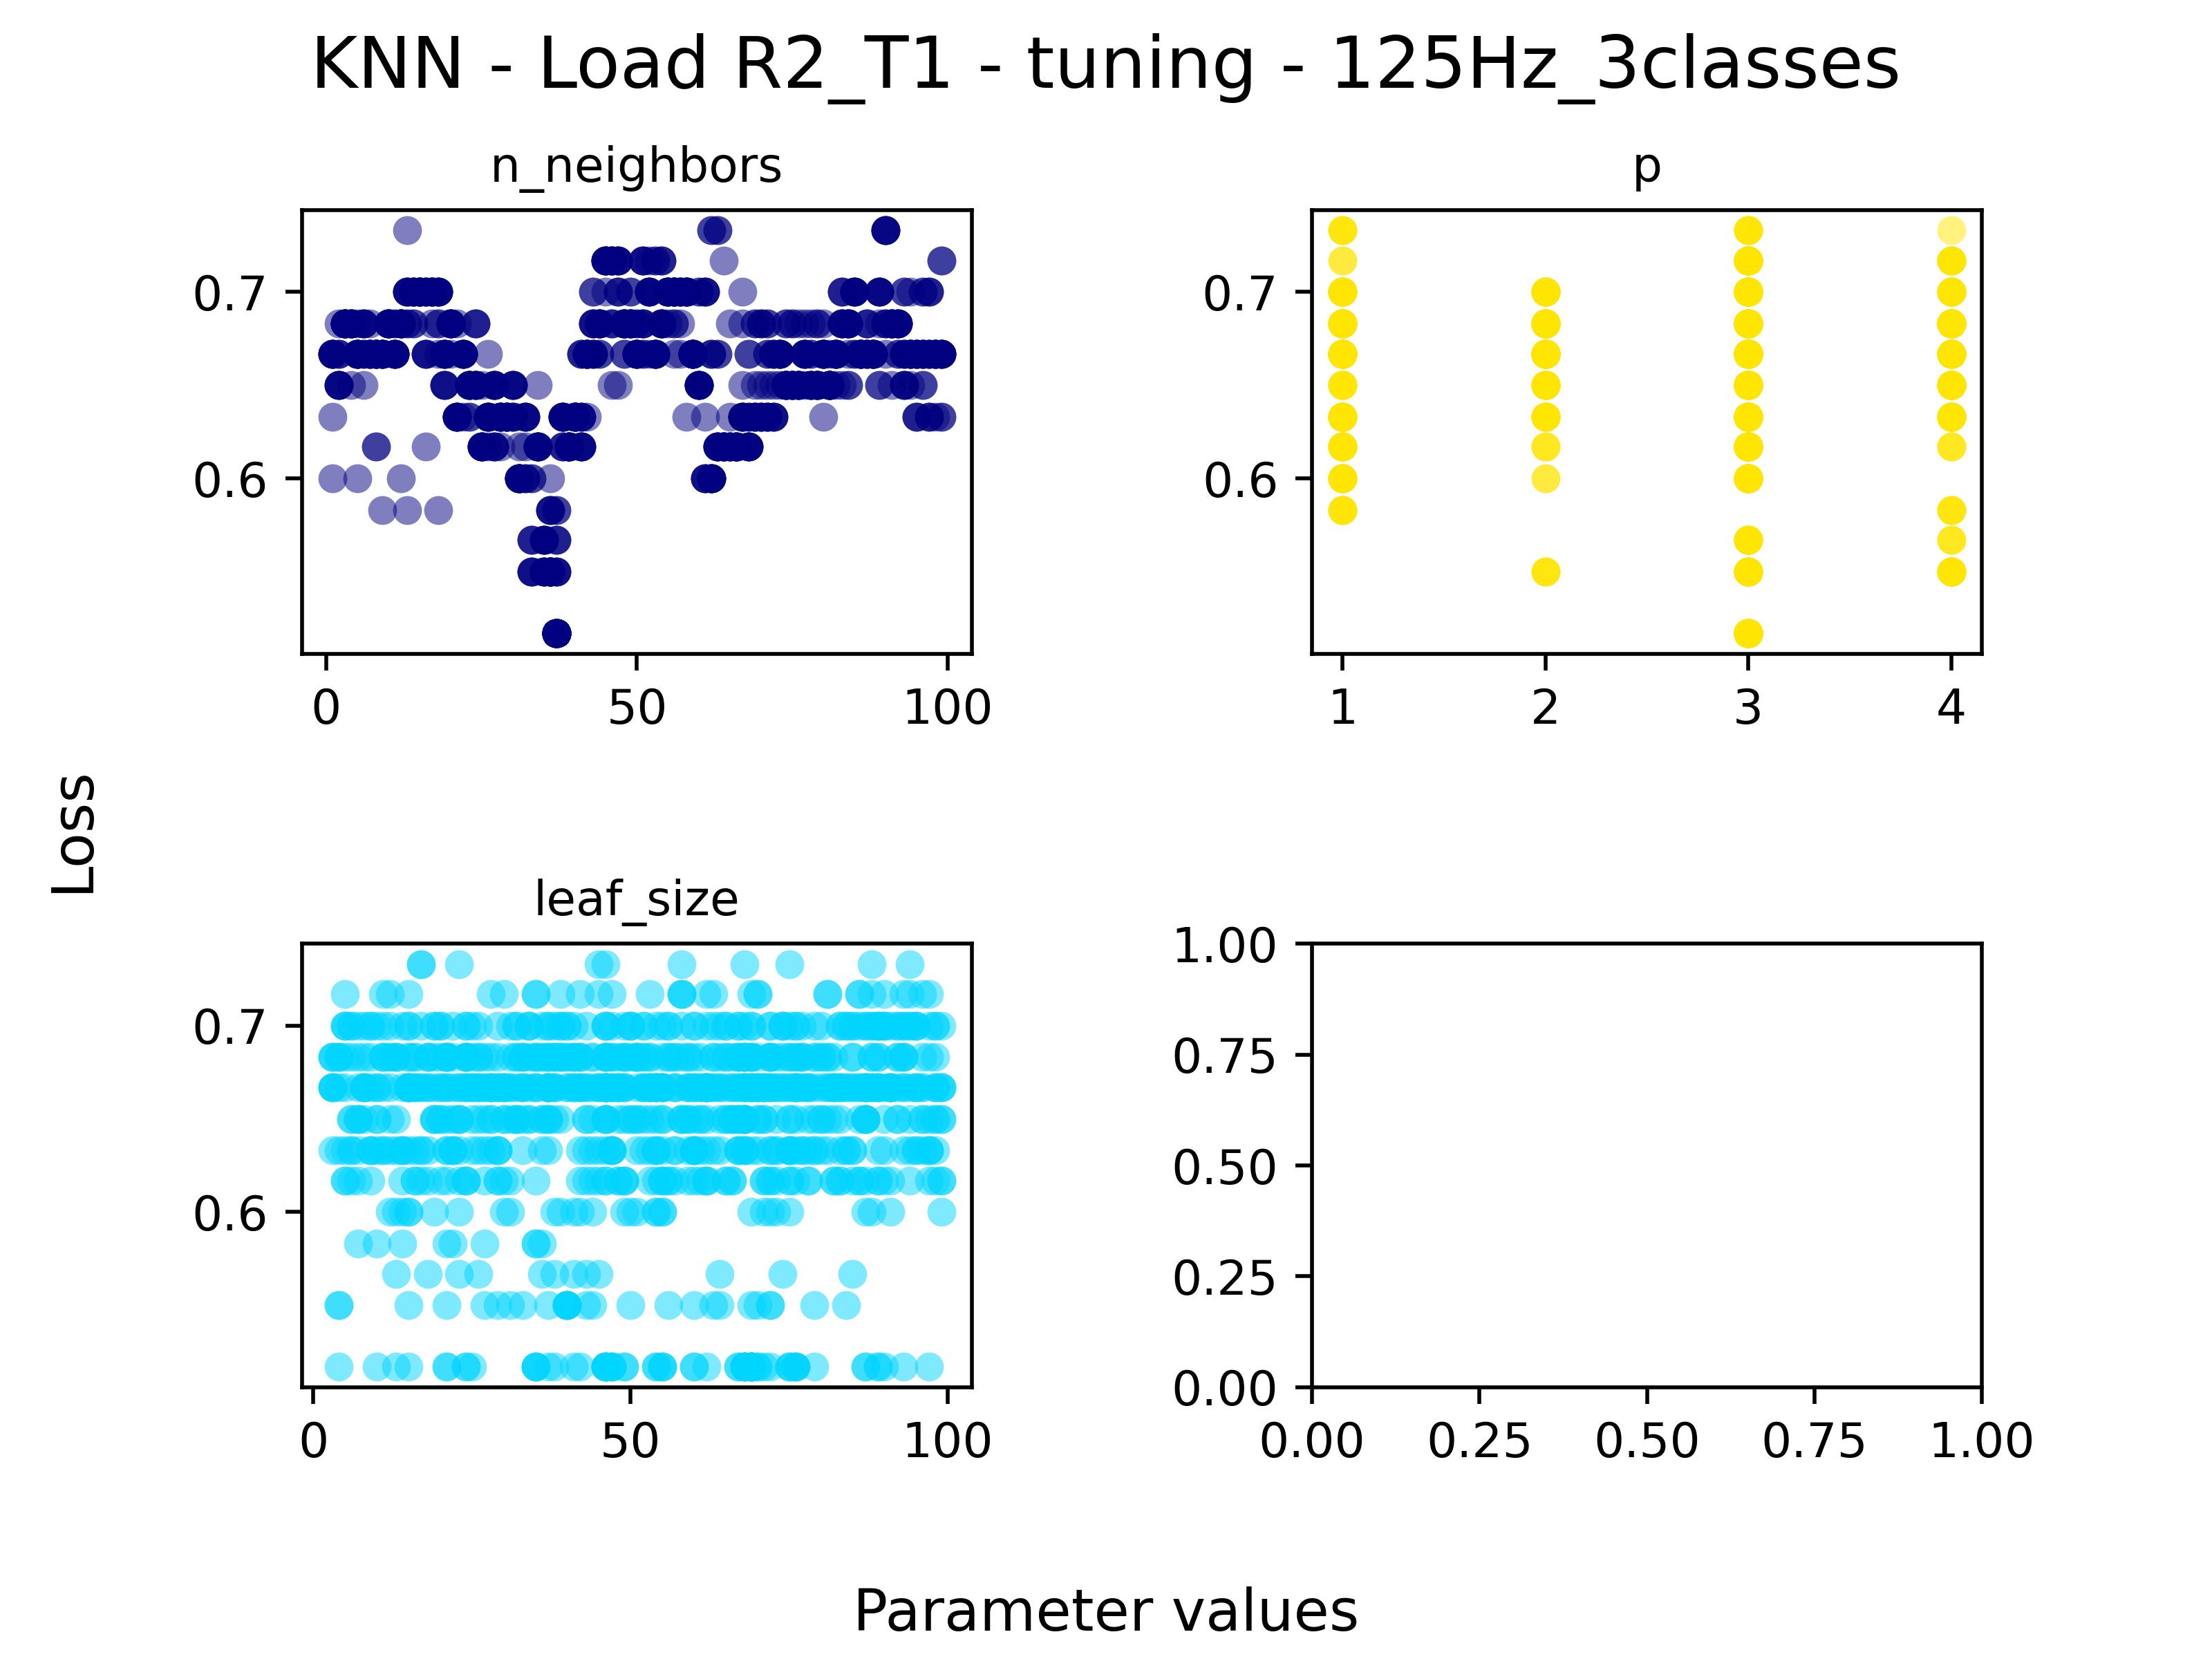 KNN - Load R2_T1 - tuning - 125Hz_3classes
n_neighbors
0.7
0.6
0 50 100
p
0.7
0.6
1 2 3 4
Loss
leaf_size
0.7
0.6
0 50 100
1.00
0.75
0.50
0.25
0.00
0.00 0.25 0.50 0.75 1.00
Parameter values